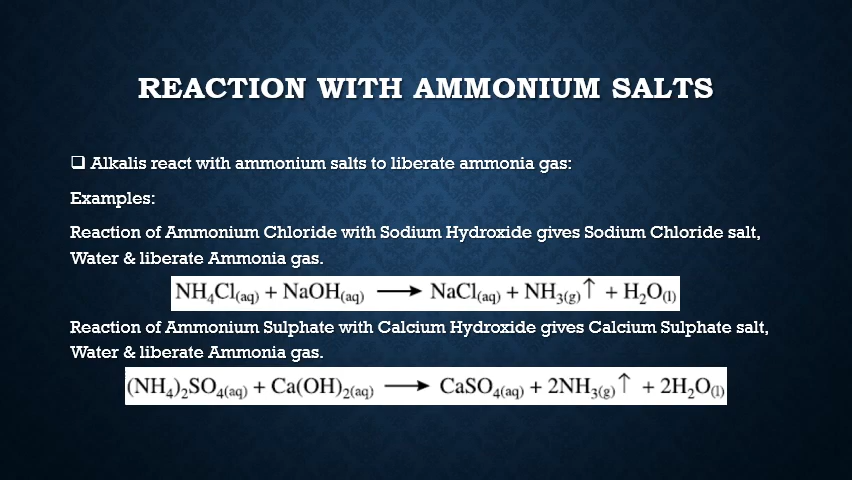 REACTION WITH AMMONIUM SALTS
❑ Alkalis react with ammonium salts to liberate ammonia gas:
Examples:
Reaction of Ammonium Chloride with Sodium Hydroxide gives Sodium Chloride salt,
Water & liberate Ammonia gas.
NH₄Cl(aq) + NaOH(aq) ⟶ NaCl(aq) + NH₃(g)↑ + H₂O(l)
Reaction of Ammonium Sulphate with Calcium Hydroxide gives Calcium Sulphate salt,
Water & liberate Ammonia gas.
(NH₄)₂SO₄(aq) + Ca(OH)₂(aq) ⟶ CaSO₄(aq) + 2NH₃(g)↑ + 2H₂O(l)